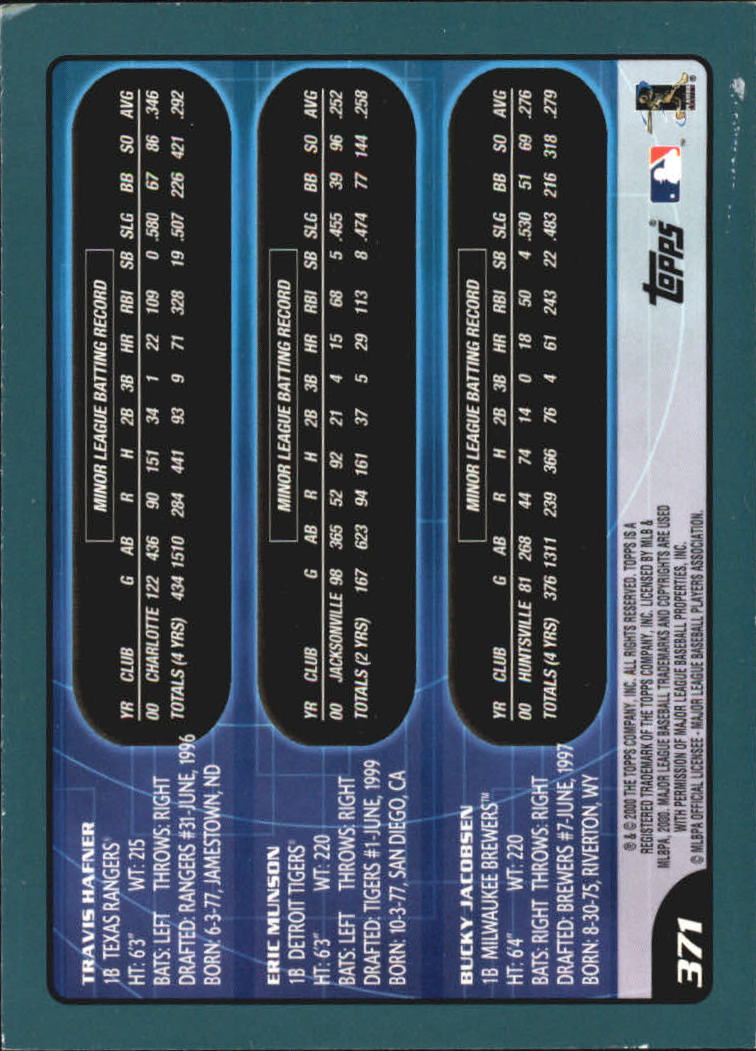 TRAVIS HAFNER
1B TEXAS RANGERS®
HT: 6'3" WT: 215
BATS: LEFT THROWS: RIGHT
DRAFTED: RANGERS #31-JUNE, 1996
BORN: 6-3-77, JAMESTOWN, ND
MINOR LEAGUE BATTING RECORD
YR CLUB G AB R H 2B 3B HR RBI SB SLG BB SO AVG
00 CHARLOTTE 122 436 90 151 34 1 22 109 0 .580 67 86 .346
TOTALS (4 YRS) 434 1510 284 441 93 9 71 328 19 .507 226 421 .292
ERIC MUNSON
1B DETROIT TIGERS®
HT: 6'3" WT: 220
BATS: LEFT THROWS: RIGHT
DRAFTED: TIGERS #1-JUNE, 1999
BORN: 10-3-77, SAN DIEGO, CA
MINOR LEAGUE BATTING RECORD
YR CLUB G AB R H 2B 3B HR RBI SB SLG BB SO AVG
00 JACKSONVILLE 98 365 52 92 21 4 15 68 5 .455 39 96 .252
TOTALS (2 YRS) 167 623 94 161 37 5 29 113 8 .474 77 144 .258
BUCKY JACOBSEN
1B MILWAUKEE BREWERS™
HT: 6'4" WT: 220
BATS: RIGHT THROWS: RIGHT
DRAFTED: BREWERS #7-JUNE, 1997
BORN: 8-30-75, RIVERTON, WY
MINOR LEAGUE BATTING RECORD
YR CLUB G AB R H 2B 3B HR RBI SB SLG BB SO AVG
00 HUNTSVILLE 81 268 44 74 14 0 18 50 4 .530 51 69 .276
TOTALS (4 YRS) 376 1311 239 366 76 4 61 243 22 .483 216 318 .279
371
® & © 2000 THE TOPPS COMPANY, INC. ALL RIGHTS RESERVED. TOPPS IS A
REGISTERED TRADEMARK OF THE TOPPS COMPANY, INC. LICENSED BY MLB &
MLBPA, 2000. MAJOR LEAGUE BASEBALL TRADEMARKS AND COPYRIGHTS ARE USED
WITH PERMISSION OF MAJOR LEAGUE BASEBALL PROPERTIES, INC.
© MLBPA OFFICIAL LICENSEE - MAJOR LEAGUE BASEBALL PLAYERS ASSOCIATION.
TOPPS®